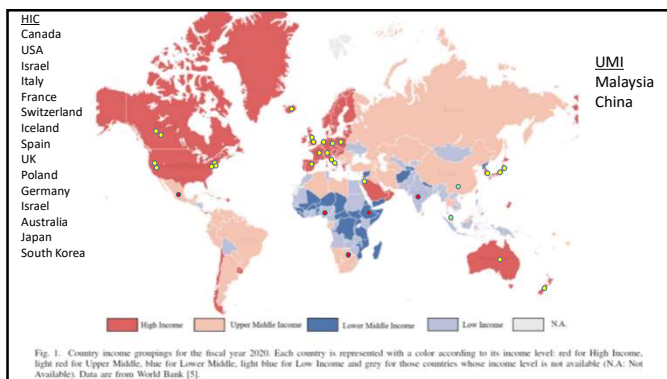 HIC
Canada
USA
Israel
Italy
France
Switzerland
Iceland
Spain
UK
Poland
Germany
Israel
Australia
Japan
South Korea
UMI
Malaysia
China
High Income
Upper Middle Income
Lower Middle Income
Low Income
N.A.
Fig. 1. Country income groupings for the fiscal year 2020. Each country is represented with a color according to its income level: red for High Income,
light red for Upper Middle, blue for Lower Middle, light blue for Low Income and grey for those countries whose income level is not available (N.A: Not
Available). Data are from World Bank [5].